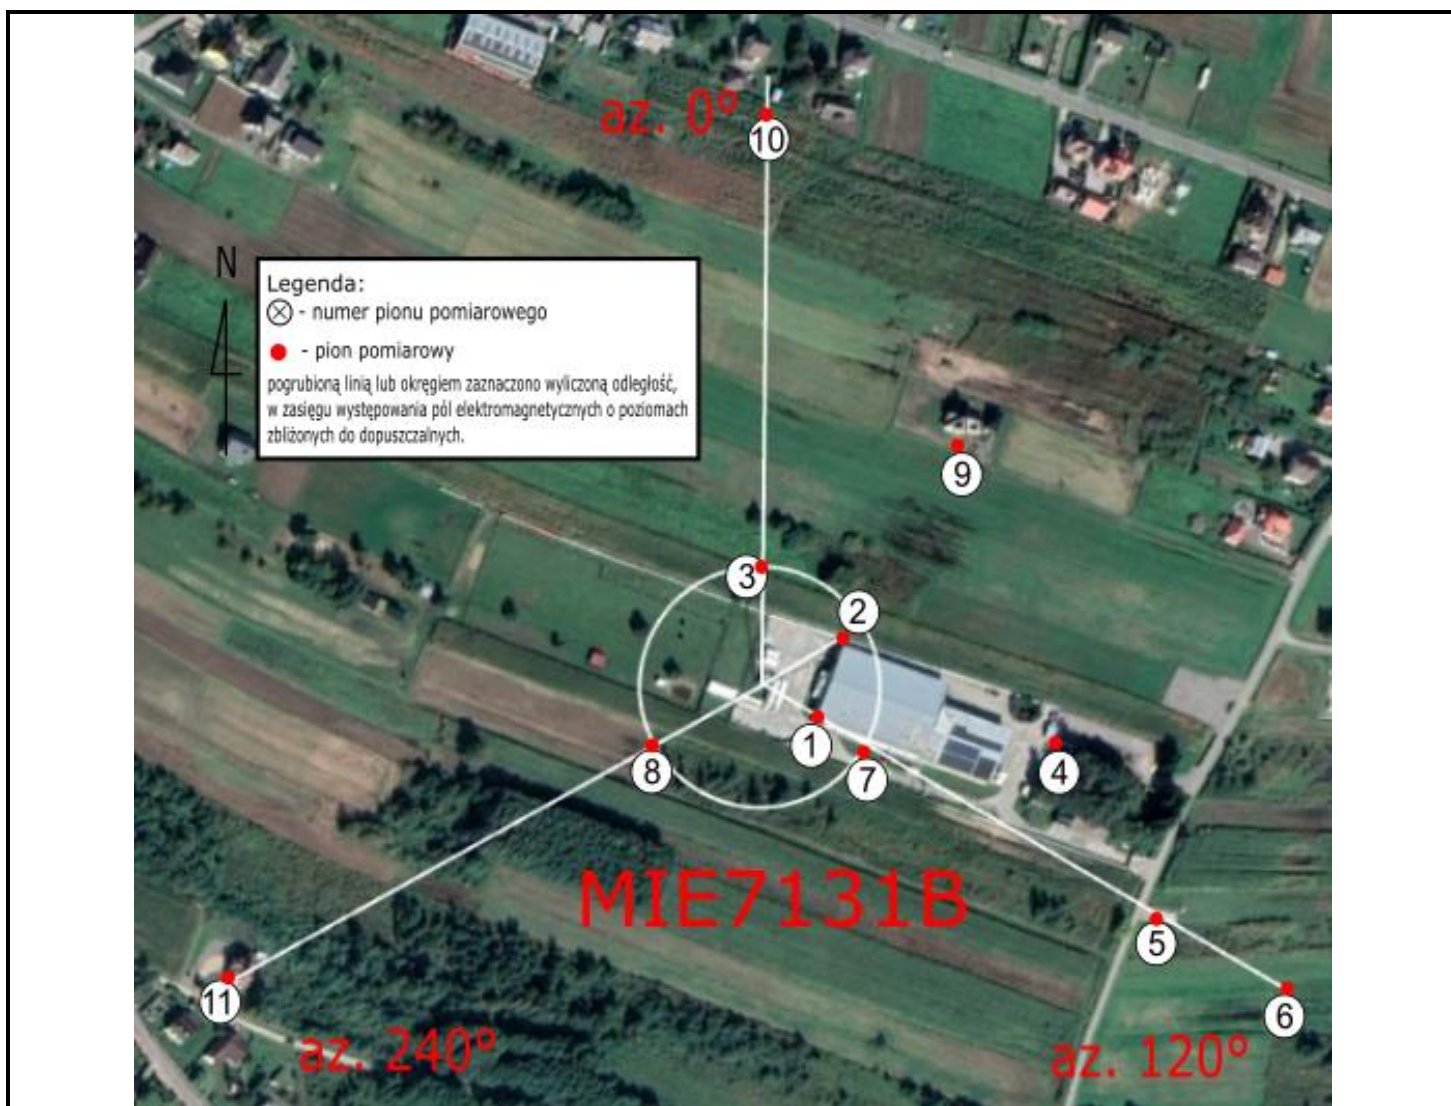 az. 0°
10
N
Legenda:
- numer pionu pomiarowego
- pion pomiarowy
pogrubioną linią lub okręgiem zaznaczono wyliczoną odległość,
w zasięgu występowania pól elektromagnetycznych o poziomach
zbliżonych do dopuszczalnych.
9
3
2
1
4
7
8
MIE7131B
5
11
6
az. 240°
az. 120°